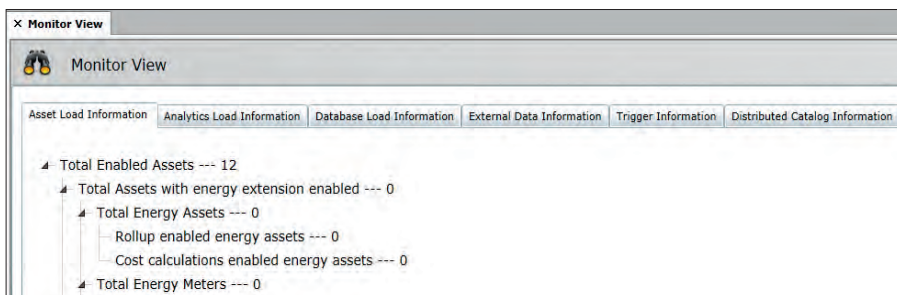 × Monitor View
Monitor View
Asset Load Information Analytics Load Information Database Load Information External Data Information Trigger Information Distributed Catalog Information
Total Enabled Assets --- 12
Total Assets with energy extension enabled --- 0
Total Energy Assets --- 0
Rollup enabled energy assets --- 0
Cost calculations enabled energy assets --- 0
Total Energy Meters --- 0